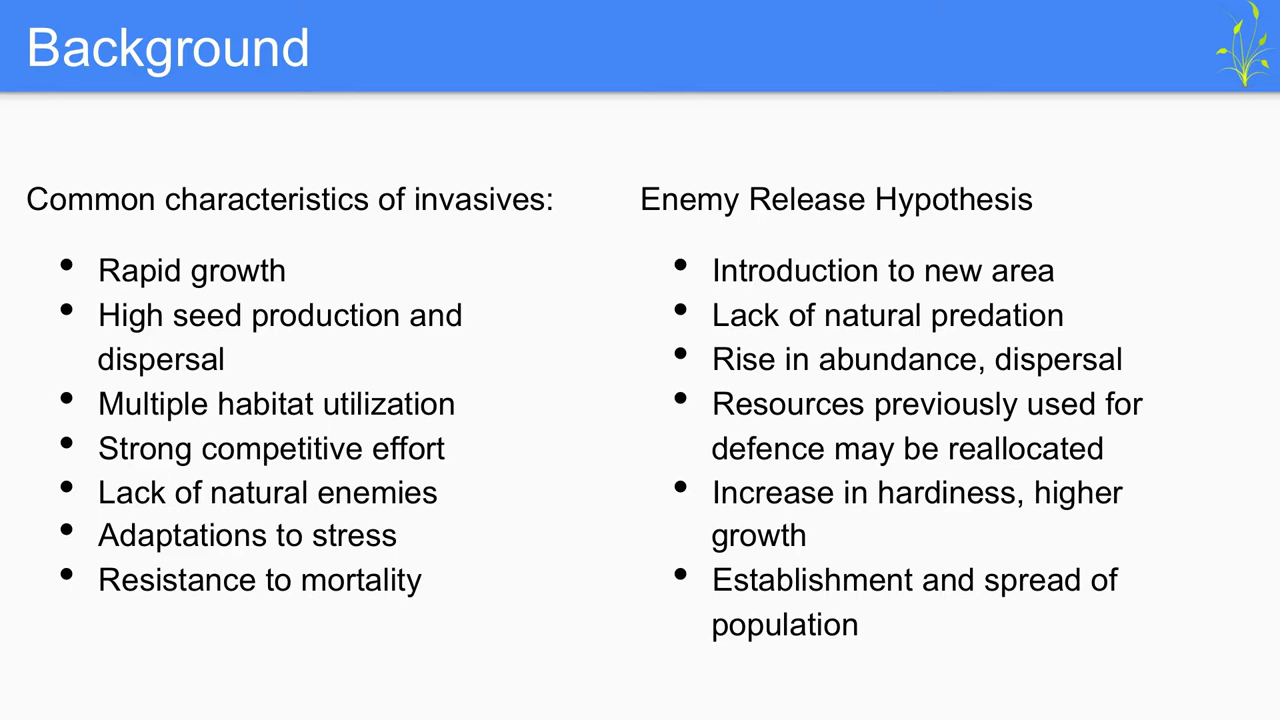 Background
Common characteristics of invasives:
• Rapid growth
• High seed production and
dispersal
• Multiple habitat utilization
• Strong competitive effort
• Lack of natural enemies
• Adaptations to stress
• Resistance to mortality
Enemy Release Hypothesis
• Introduction to new area
• Lack of natural predation
• Rise in abundance, dispersal
• Resources previously used for
defence may be reallocated
• Increase in hardiness, higher
growth
• Establishment and spread of
population